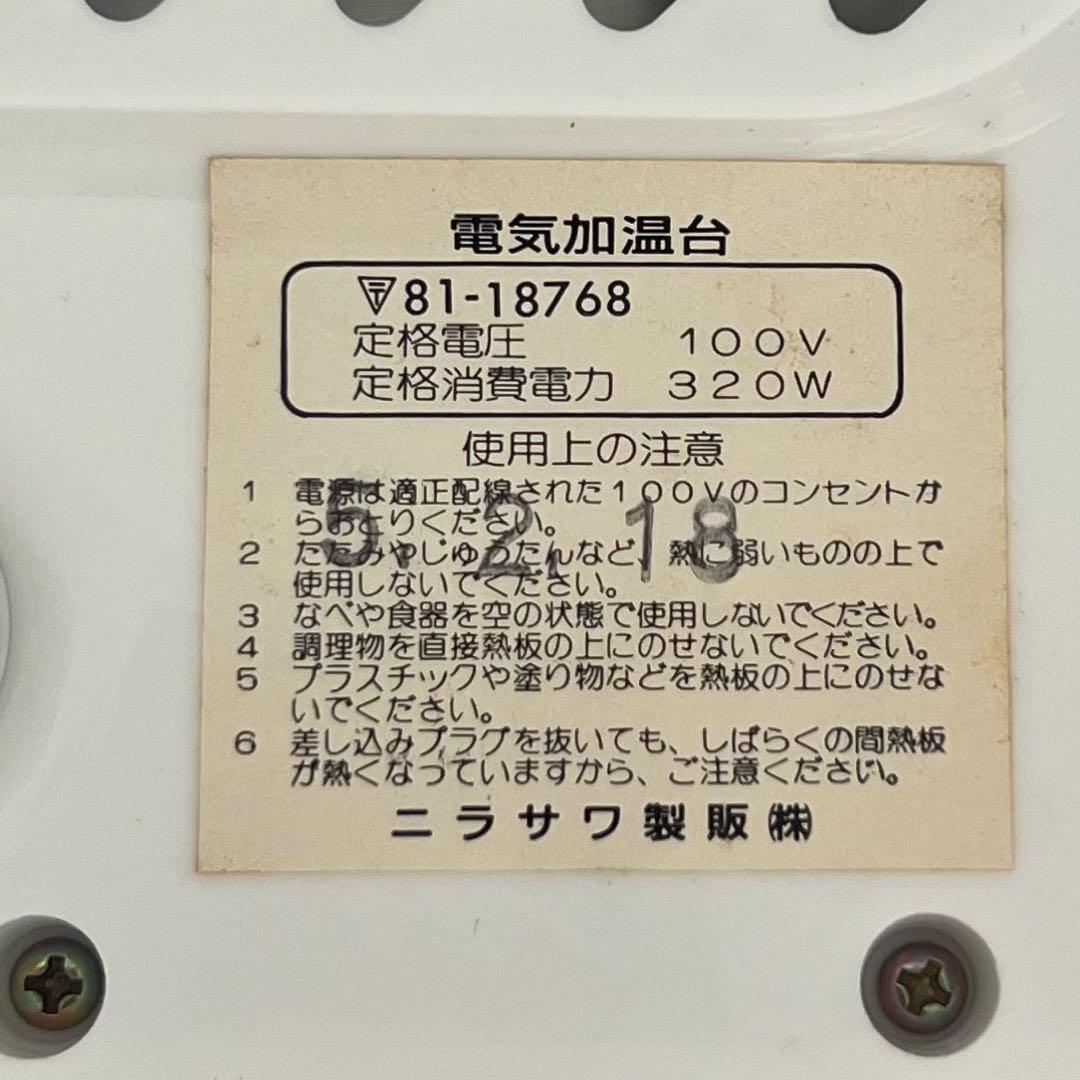 電気加温台
〒81-18768
定格電圧 100V
定格消費電力 320W
使用上の注意
1 電源は適正配線された100Vのコンセントか
らおとりください。
5. 2. 18
2 たたみやじゅうたんなど、熱に弱いものの上で
使用しないでください。
3 なべや食器を空の状態で使用しないでください。
4 調理物を直接熱板の上にのせないでください。
5 プラスチックや塗り物などを熱板の上にのせな
いでください。
6 差し込みプラグを抜いても、しばらくの間熱板
が熱くなっていますから、ご注意ください。
ニラサワ製販㈱